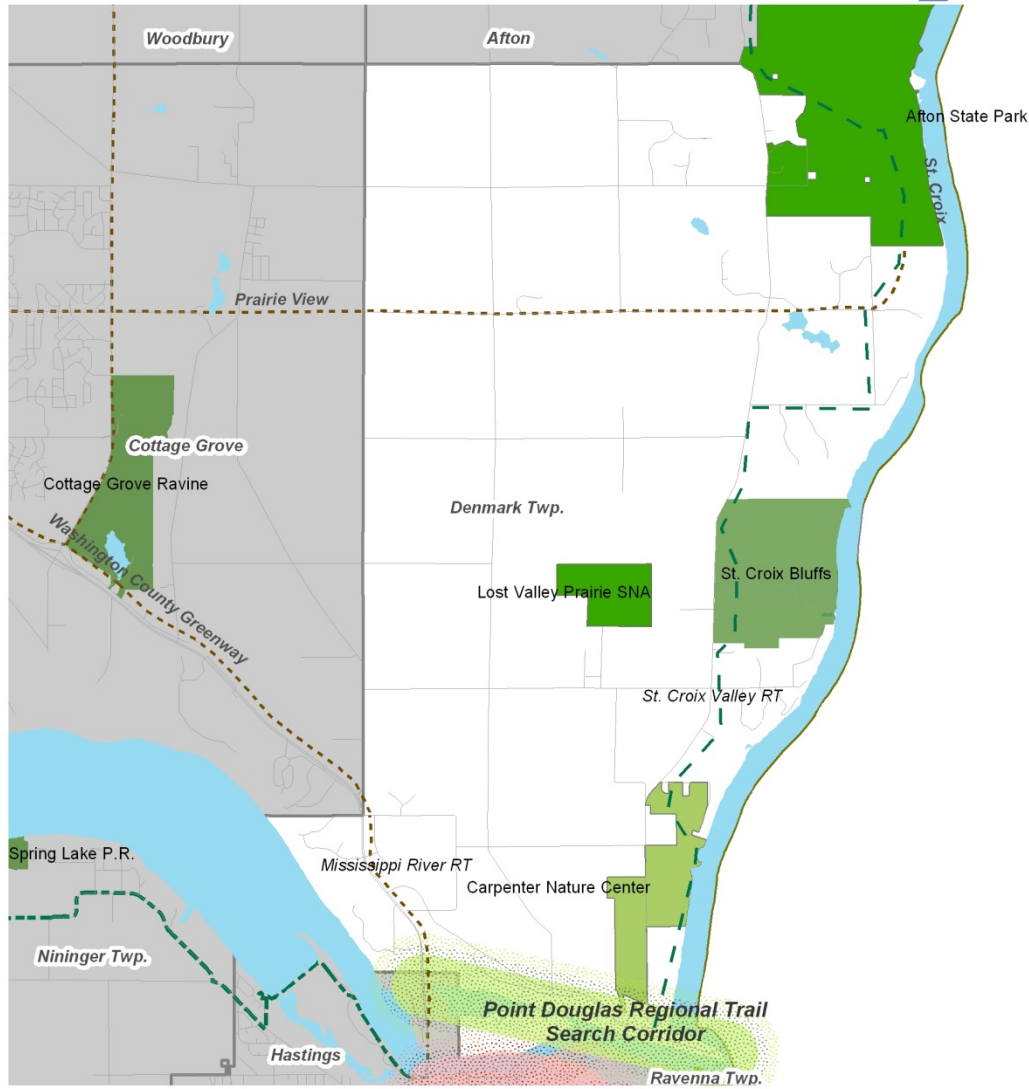 Woodbury
Afton
Afton State Park
St. Croix
Prairie View
Cottage Grove
Cottage Grove Ravine
Denmark Twp.
Washington County Greenway
St. Croix Bluffs
Lost Valley Prairie SNA
St. Croix Valley RT
Spring Lake P.R.
Mississippi River RT
Carpenter Nature Center
Nininger Twp.
Point Douglas Regional Trail
Search Corridor
Hastings
Ravenna Twp.